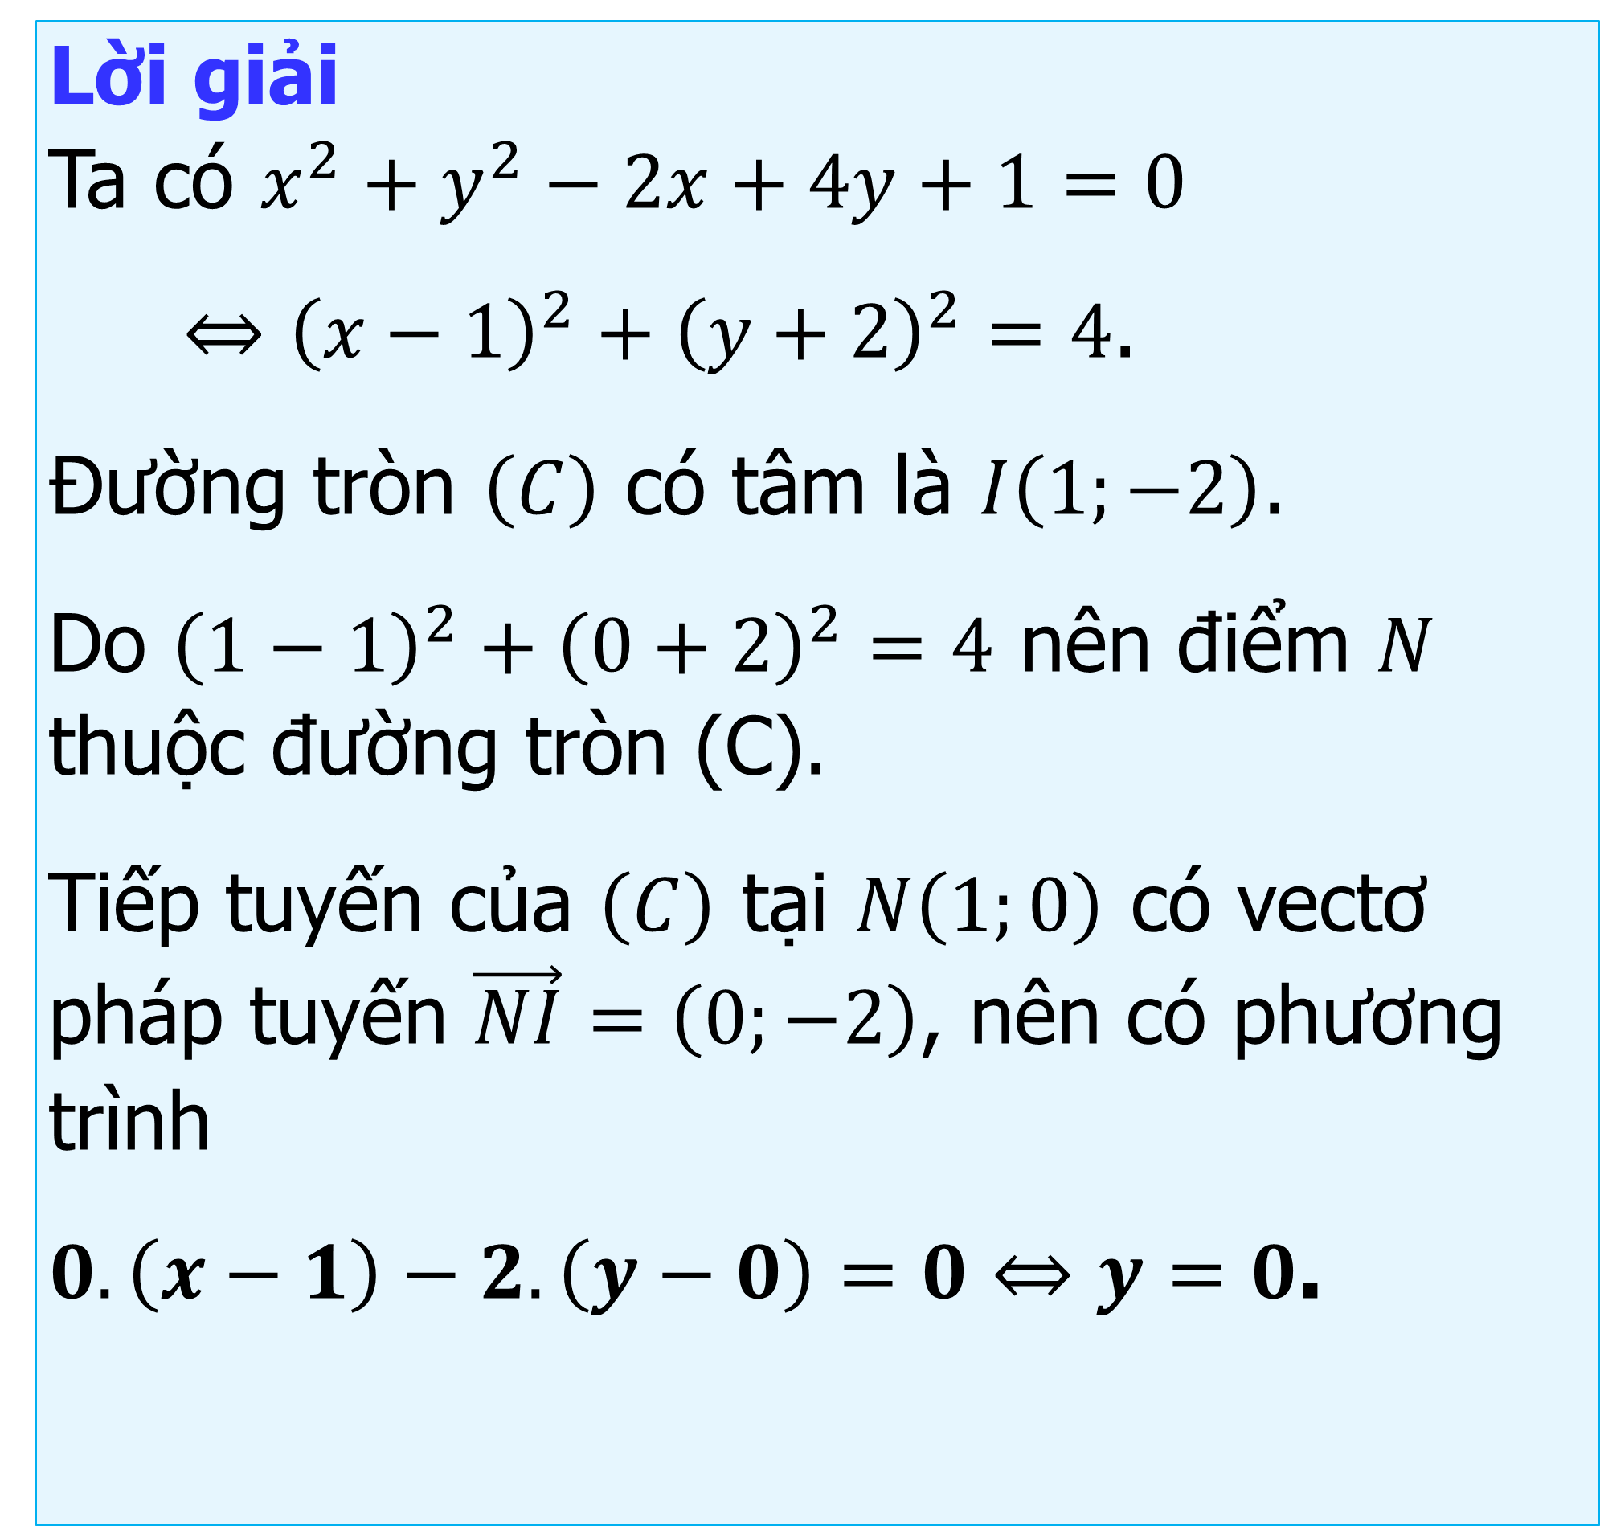 Lời giải
Ta có x² + y² − 2x + 4y + 1 = 0
⇔ (x − 1)² + (y + 2)² = 4.
Đường tròn (C) có tâm là I(1; −2).
Do (1 − 1)² + (0 + 2)² = 4 nên điểm N
thuộc đường tròn (C).
Tiếp tuyến của (C) tại N(1; 0) có vectơ
pháp tuyến \overrightarrow{NI} = (0; −2), nên có phương
trình
0. (x − 1) − 2. (y − 0) = 0 ⇔ y = 0.